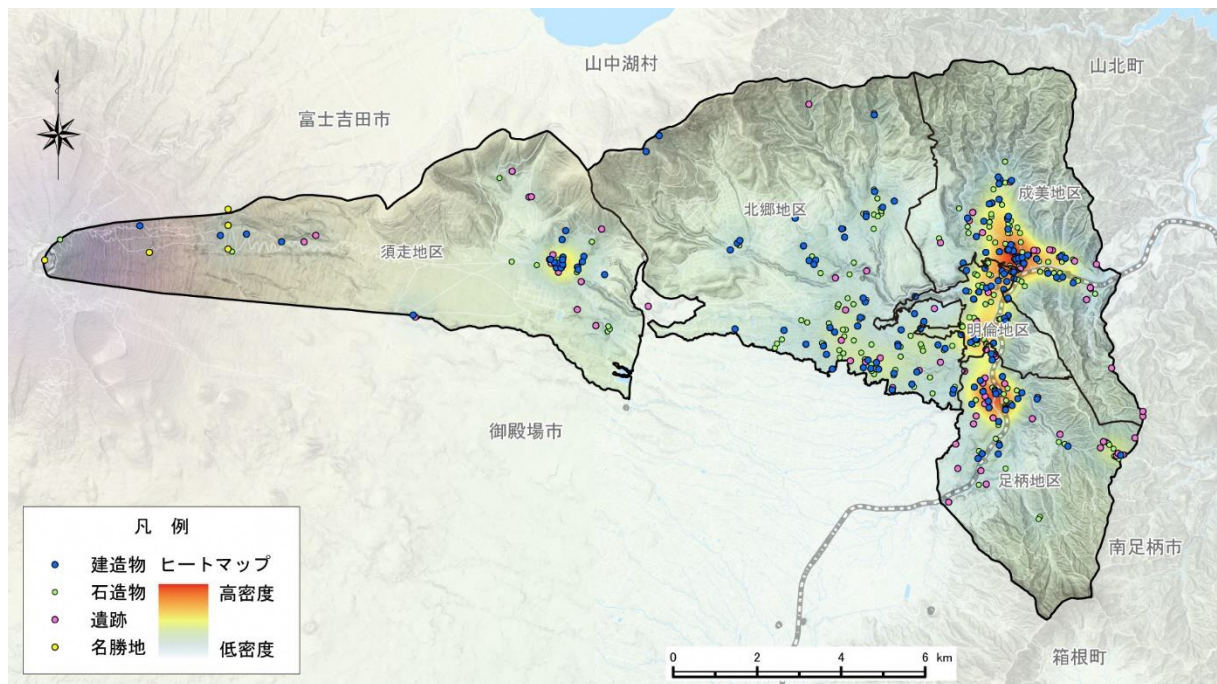 山中湖村
山北町
富士吉田市
成美地区
北郷地区
須走地区
明倫地区
御殿場市
足柄地区
南足柄市
箱根町
凡 例
建造物 ヒートマップ
石造物 高密度
遺跡
名勝地 低密度
0 2 4 6 km